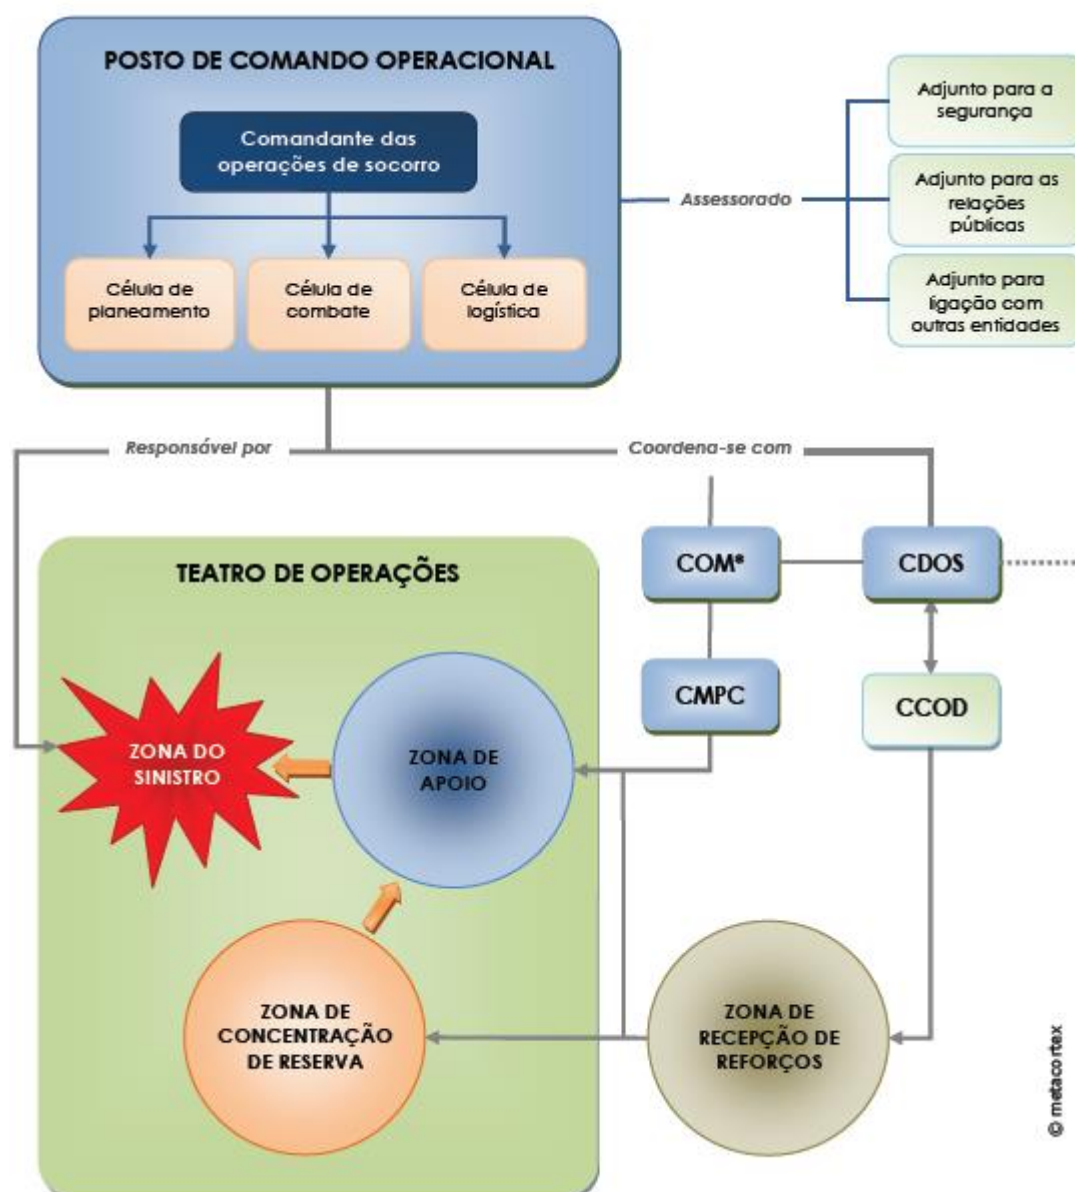 POSTO DE COMANDO OPERACIONAL
Comandante das
operações de socorro
Célula de
planeamento
Célula de
combate
Célula de
logística
Assessorado
Adjunto para a
segurança
Adjunto para as
relações
públicas
Adjunto para
ligação com
outras entidades
Responsável por
Coordena-se com
TEATRO DE OPERAÇÕES
COM*
CDOS
CMPC
CCOD
ZONA DO
SINISTRO
ZONA DE
APOIO
ZONA DE
CONCENTRAÇÃO
DE RESERVA
ZONA DE
RECEPÇÃO DE
REFORÇOS
© metacortex